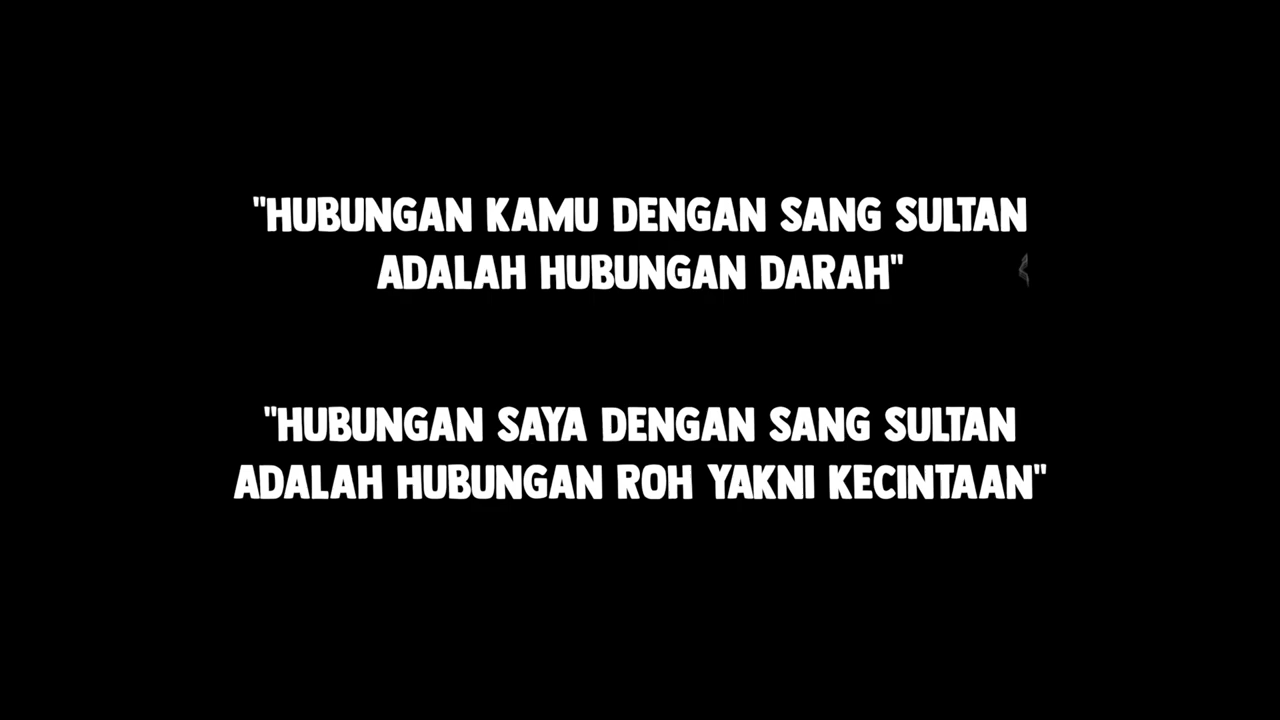 "HUBUNGAN KAMU DENGAN SANG SULTAN
ADALAH HUBUNGAN DARAH"
"HUBUNGAN SAYA DENGAN SANG SULTAN
ADALAH HUBUNGAN ROH YAKNI KECINTAAN"